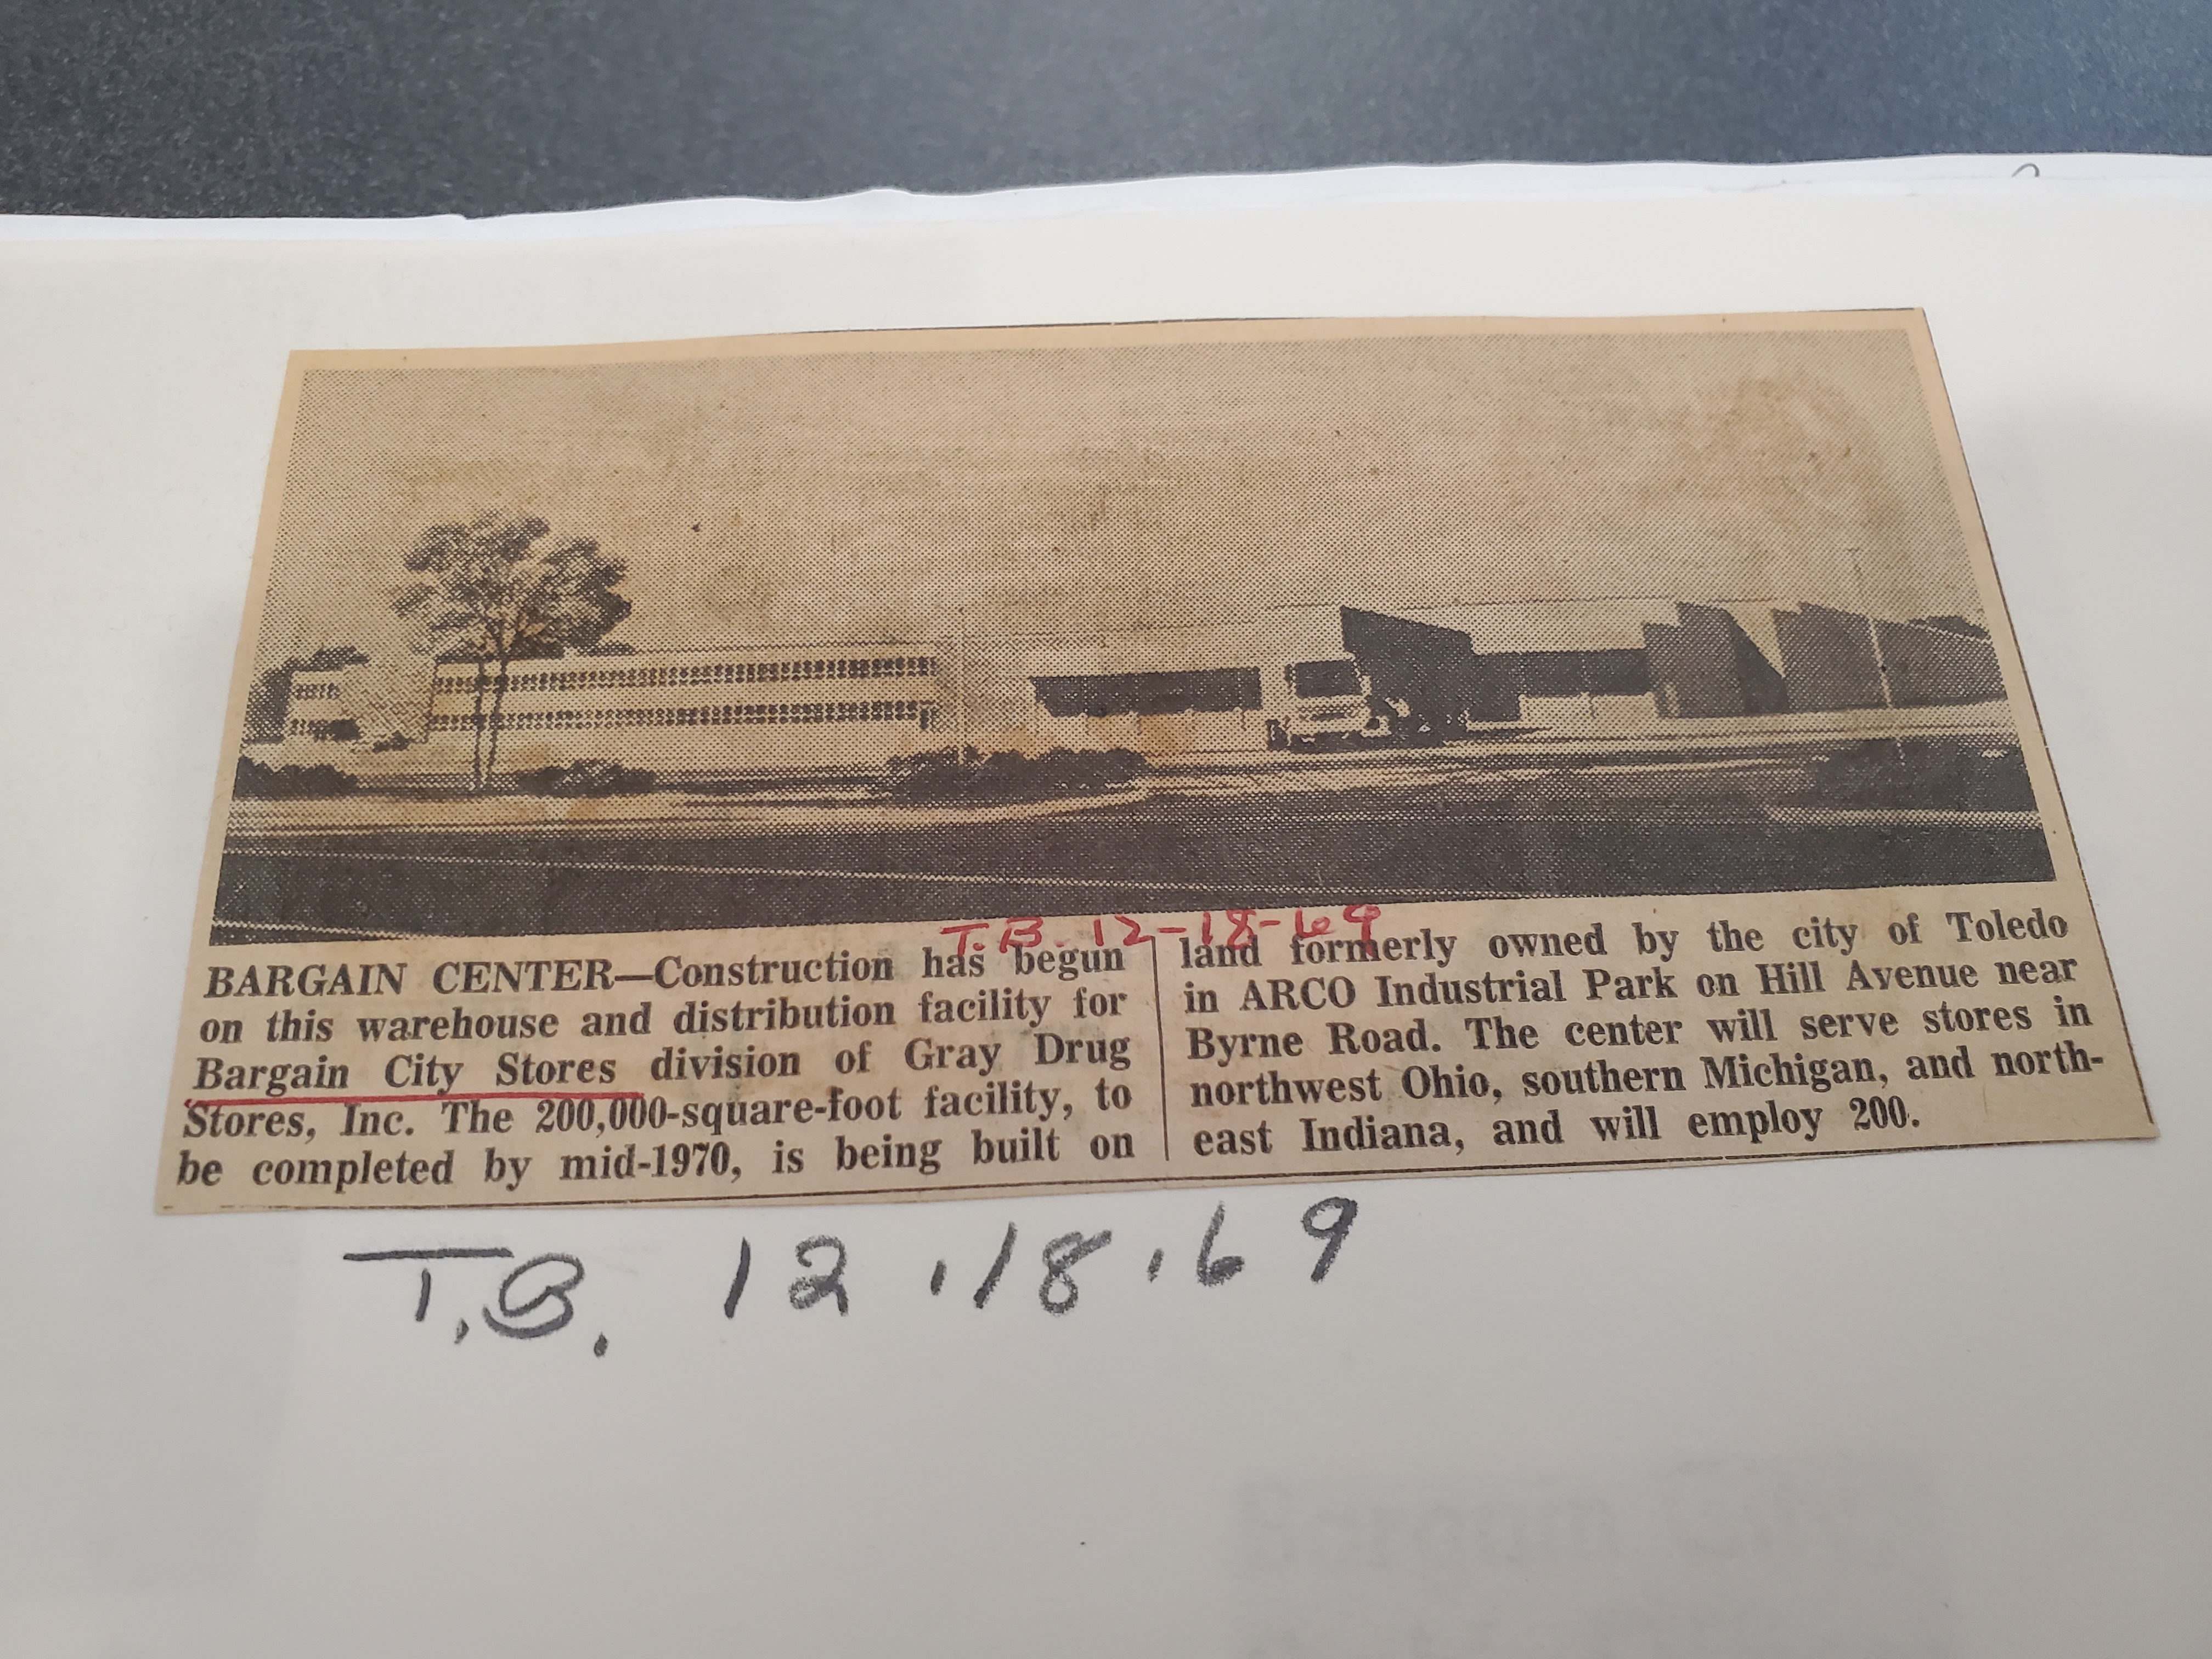 T.B. 12-18-69
BARGAIN CENTER—Construction has begun
on this warehouse and distribution facility for
Bargain City Stores division of Gray Drug
Stores, Inc. The 200,000-square-foot facility, to
be completed by mid-1970, is being built on
land formerly owned by the city of Toledo
in ARCO Industrial Park on Hill Avenue near
Byrne Road. The center will serve stores in
northwest Ohio, southern Michigan, and north-
east Indiana, and will employ 200.
T.B. 12.18.69